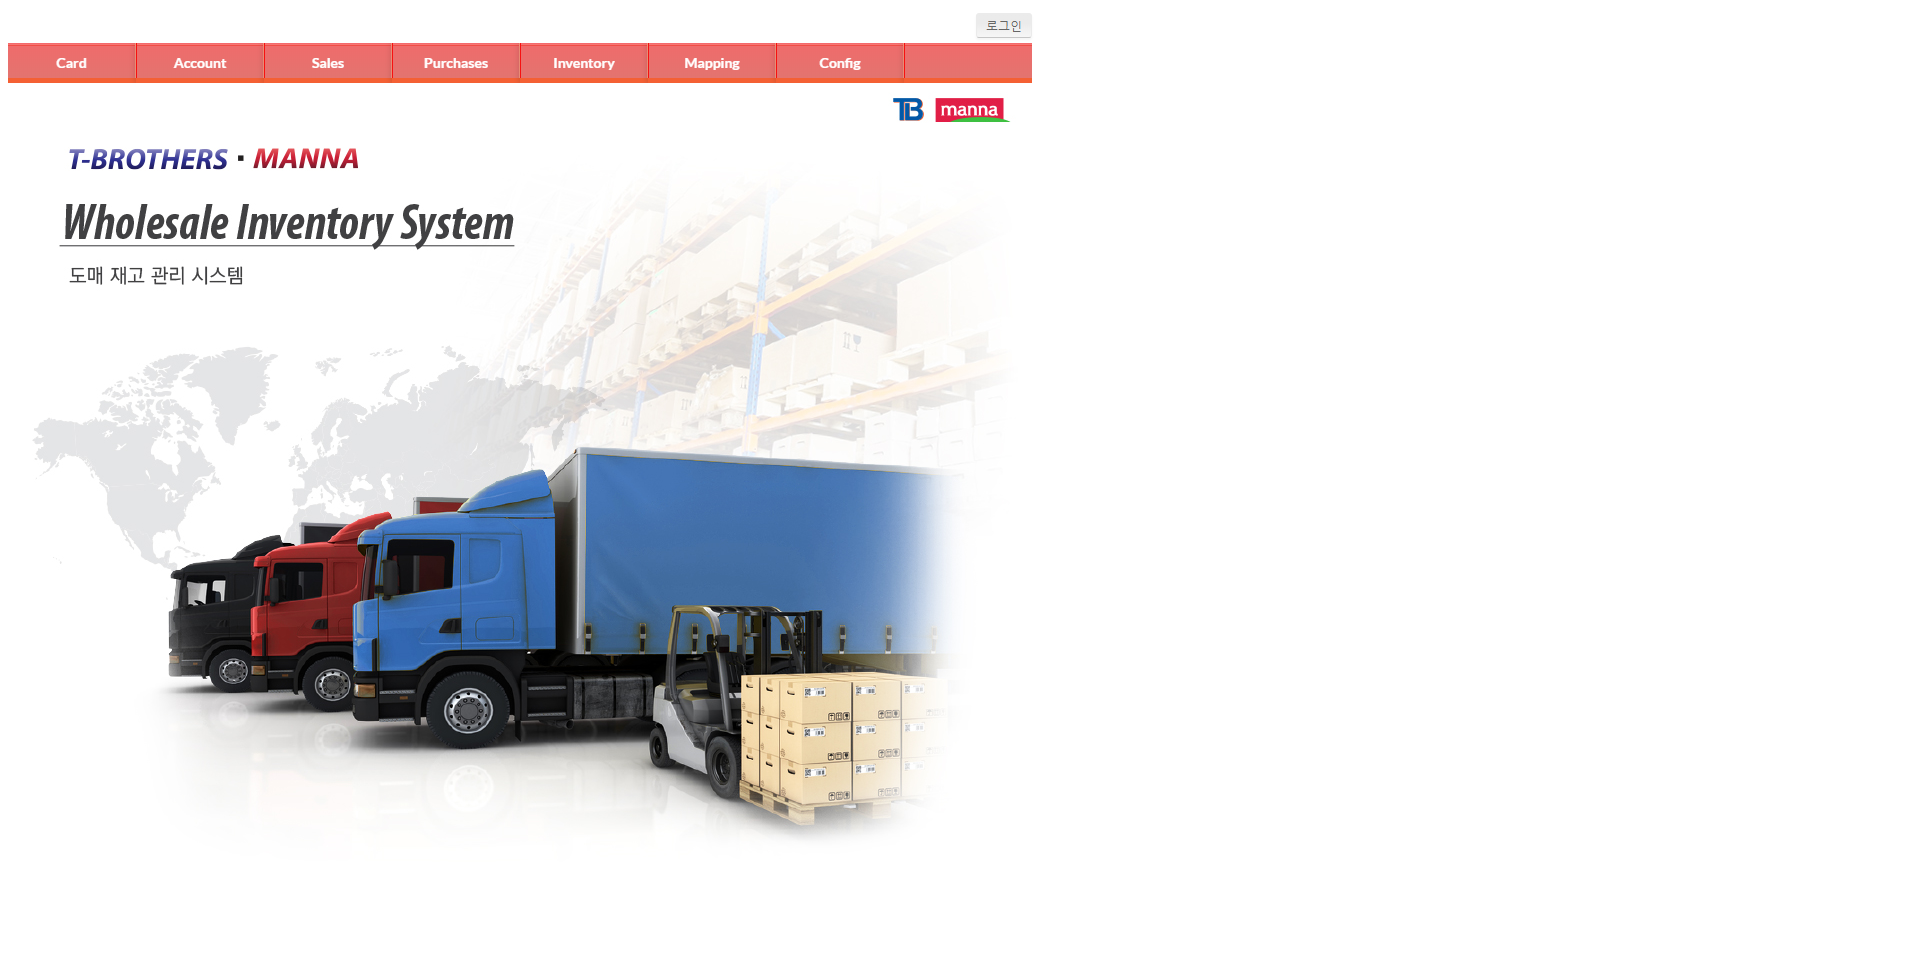 로그인
Card Account Sales Purchases Inventory Mapping Config
TB manna
T-BROTHERS · MANNA
Wholesale Inventory System
도매 재고 관리 시스템